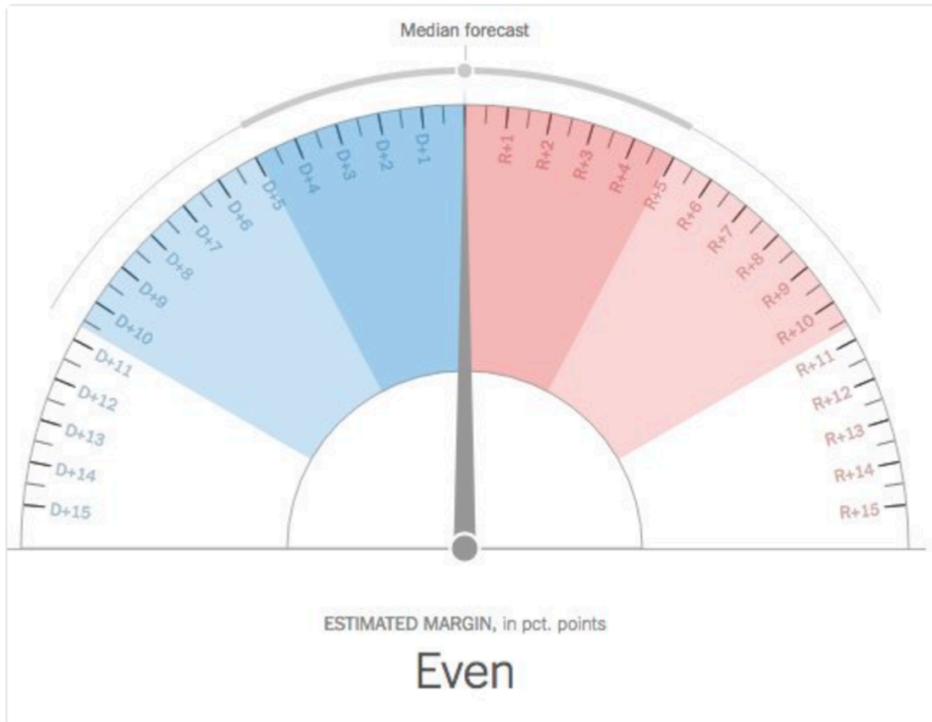 Median forecast
D+15
D+14
D+13
D+12
D+11
D+10
D+9
D+8
D+7
D+6
D+5
D+4
D+3
D+2
D+1
R+1
R+2
R+3
R+4
R+5
R+6
R+7
R+8
R+9
R+10
R+11
R+12
R+13
R+14
R+15
ESTIMATED MARGIN, in pct. points
Even